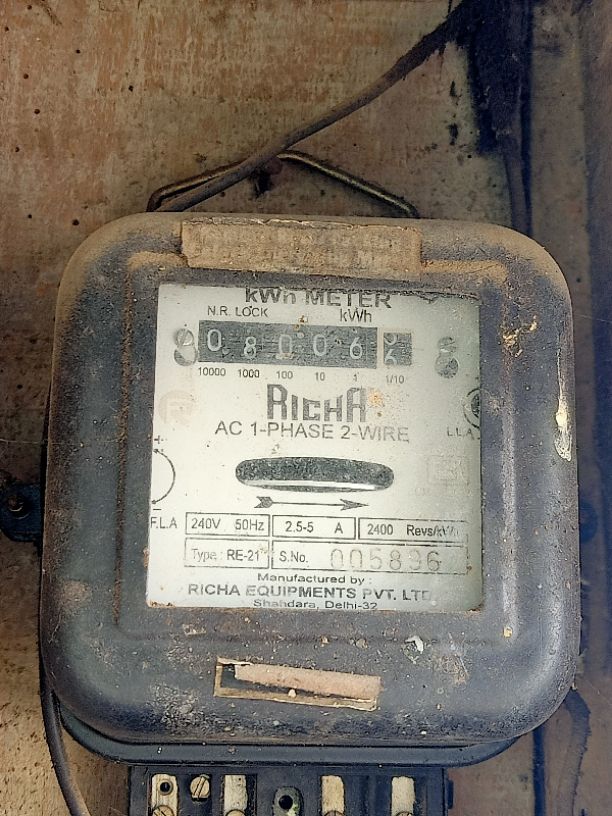 kWh METER
N.R. LOCK kWh
0 8 0 0 6
10000 1000 100 10 1 1/10
RICHA
AC 1-PHASE 2-WIRE
+
L.L.A
-
F.L.A 240V 50Hz 2.5-5 A 2400 Revs/kWh
Type : RE-21 S.No. 005896
Manufactured by :
RICHA EQUIPMENTS PVT. LTD.
Shahdara, Delhi-32